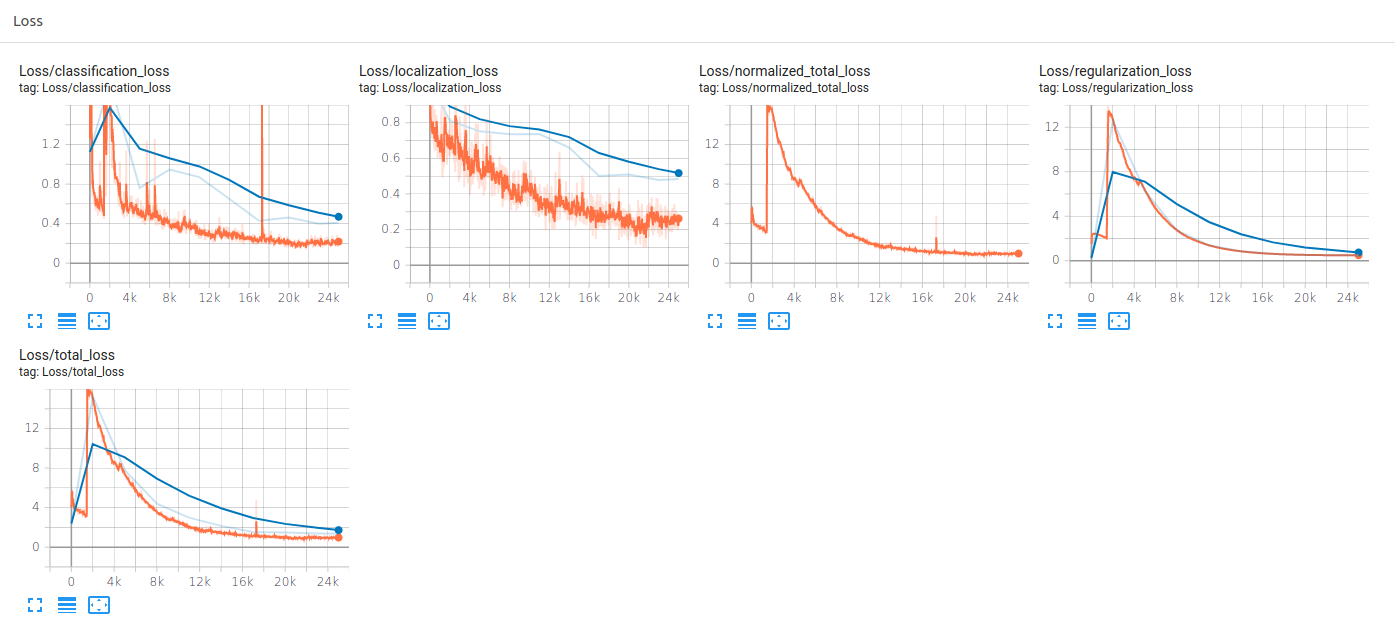 Loss
Loss/classification_loss
tag: Loss/classification_loss
1.2
0.8
0.4
0
0 4k 8k 12k 16k 20k 24k
Loss/localization_loss
tag: Loss/localization_loss
0.8
0.6
0.4
0.2
0
0 4k 8k 12k 16k 20k 24k
Loss/normalized_total_loss
tag: Loss/normalized_total_loss
12
8
4
0
0 4k 8k 12k 16k 20k 24k
Loss/regularization_loss
tag: Loss/regularization_loss
12
8
4
0
0 4k 8k 12k 16k 20k 24k
Loss/total_loss
tag: Loss/total_loss
12
8
4
0
0 4k 8k 12k 16k 20k 24k